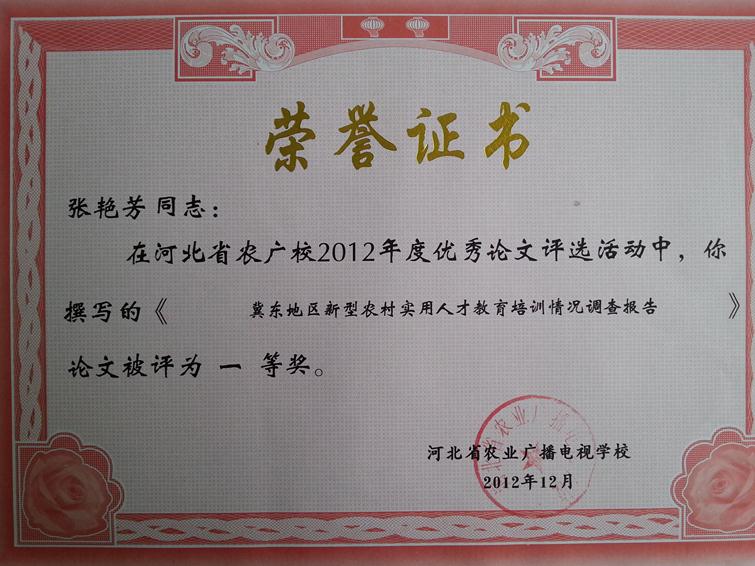 荣誉证书
张艳芳同志：
在河北省农广校2012年度优秀论文评选活动中，你
撰写的《 冀东地区新型农村实用人才教育培训情况调查报告 》
论文被评为 一 等奖。
河北省农业广播电视学校
2012年12月